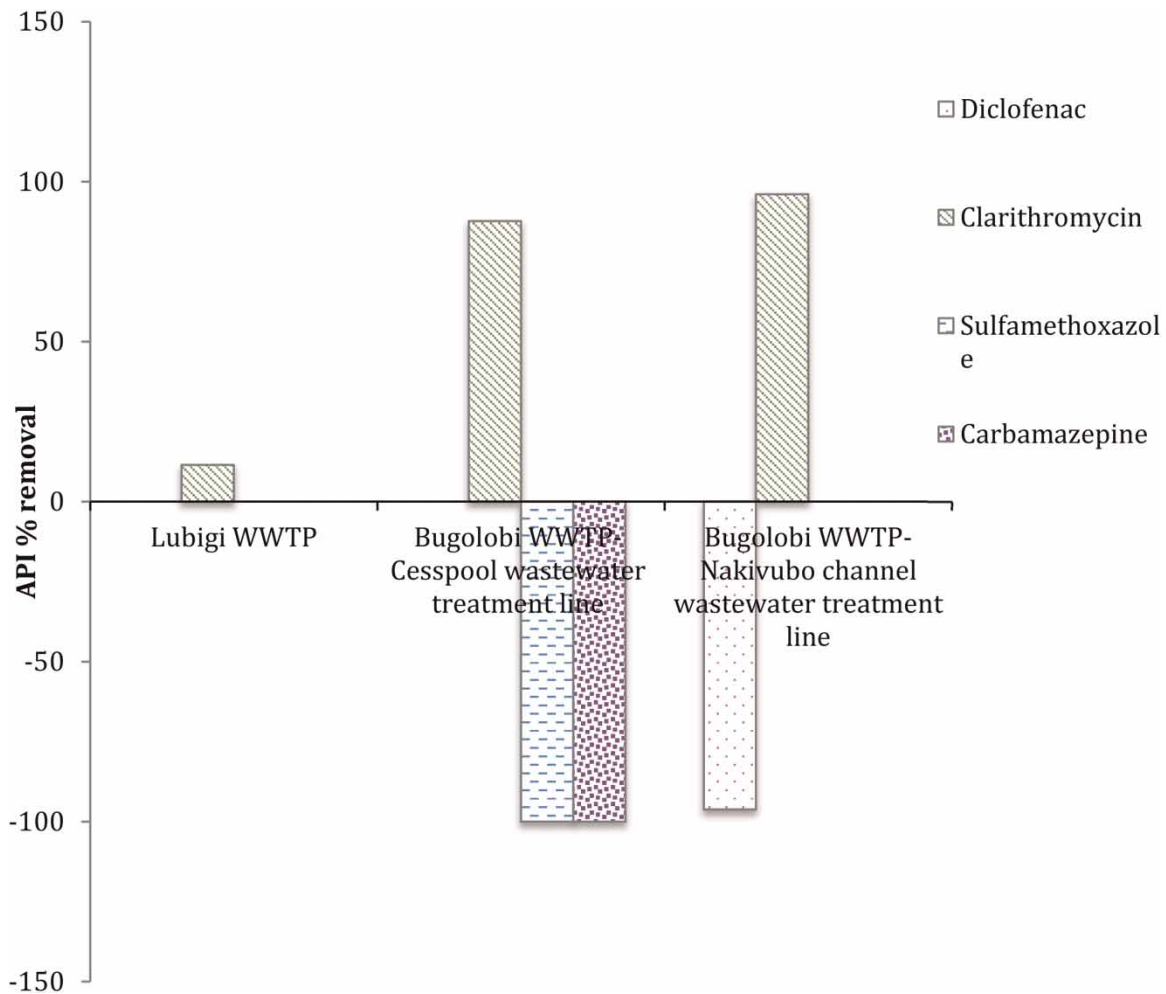 150
100
50
0
-50
-100
-150
API % removal
Lubigi WWTP
Bugolobi WWTP-
Cesspool wastewater
treatment line
Bugolobi WWTP-
Nakivubo channel
wastewater treatment
line
Diclofenac
Clarithromycin
Sulfamethoxazol
e
Carbamazepine